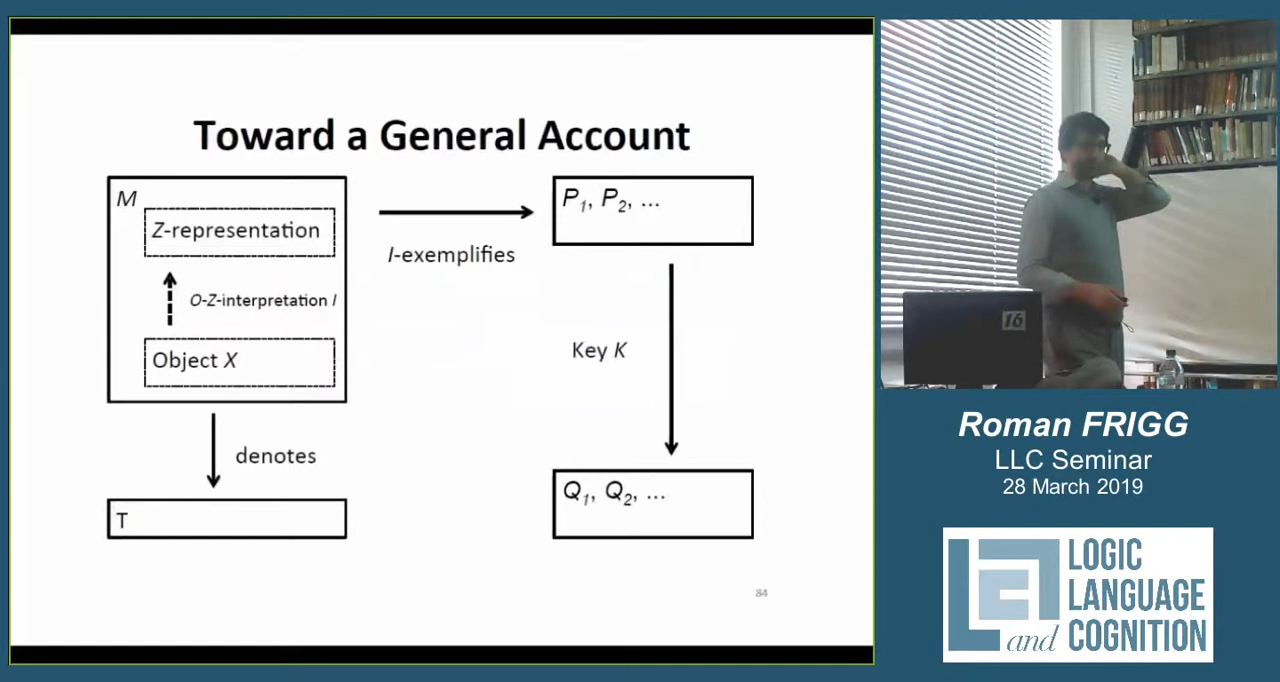 Toward a General Account
M
Z-representation
O-Z-interpretation I
Object X
denotes
T
I-exemplifies
P1, P2, ...
Key K
Q1, Q2, ...
84
16
Roman FRIGG
LLC Seminar
28 March 2019
LOGIC
LANGUAGE
and COGNITION